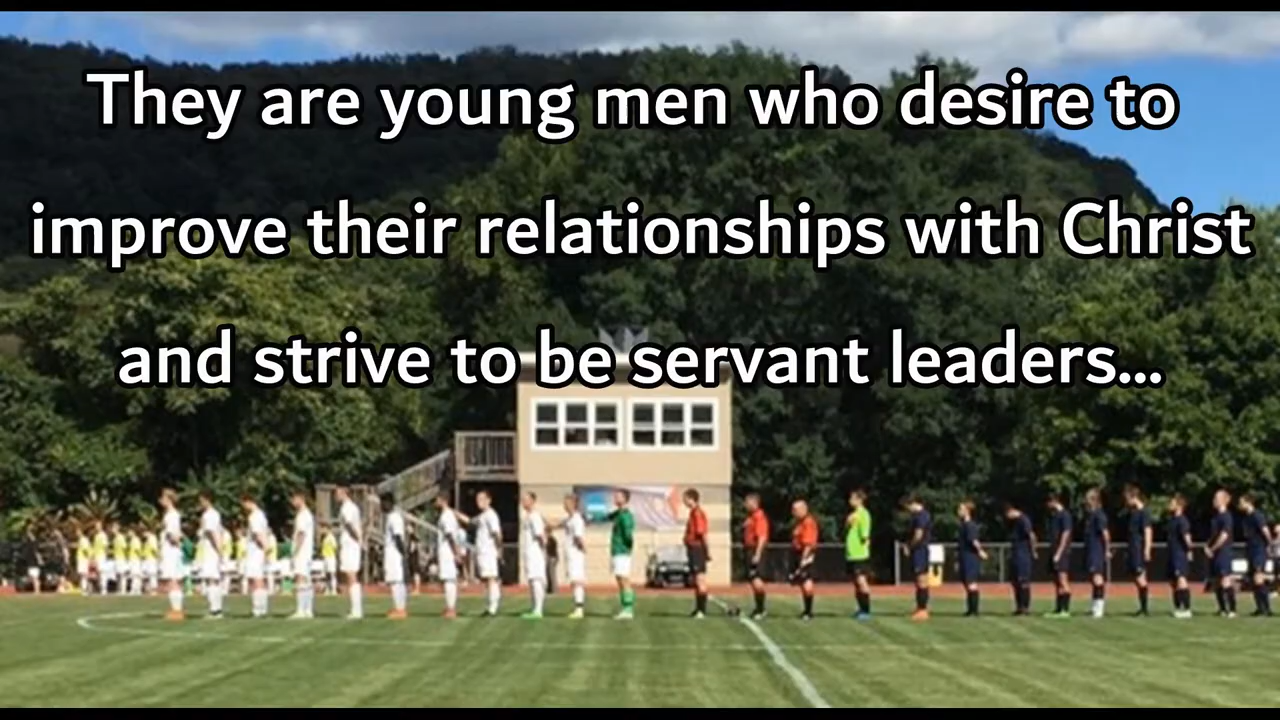 They are young men who desire to
improve their relationships with Christ
and strive to be servant leaders...